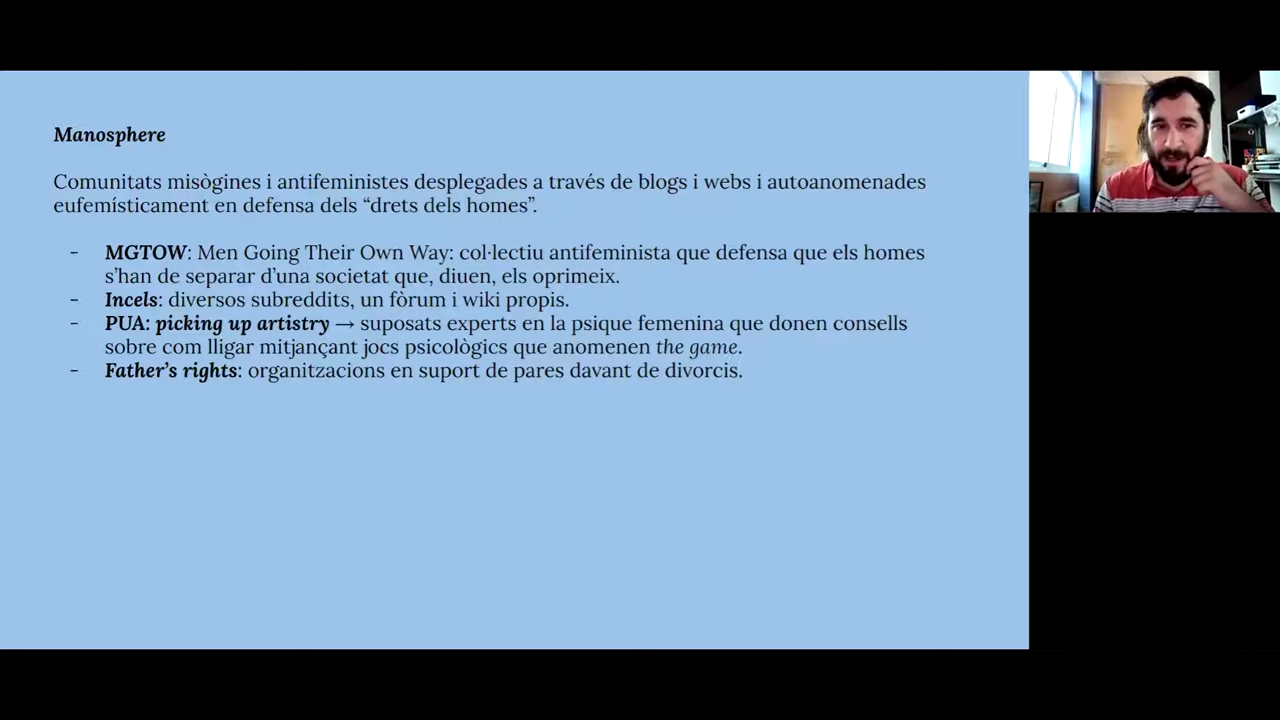 Manosphere
Comunitats misògines i antifeministes desplegades a través de blogs i webs i autoanomenades
eufemísticament en defensa dels “drets dels homes”.
- MGTOW: Men Going Their Own Way: col·lectiu antifeminista que defensa que els homes
s’han de separar d’una societat que, diuen, els oprimeix.
- Incels: diversos subreddits, un fòrum i wiki propis.
- PUA: picking up artistry → suposats experts en la psique femenina que donen consells
sobre com lligar mitjançant jocs psicològics que anomenen the game.
- Father’s rights: organitzacions en suport de pares davant de divorcis.